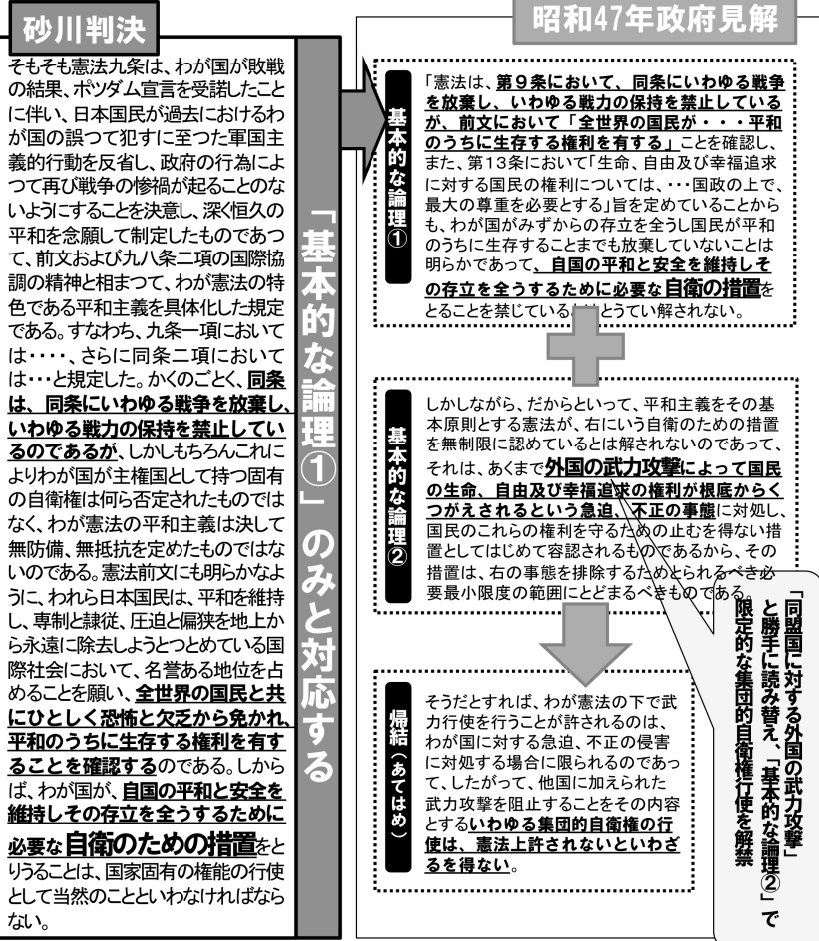 砂川判決
そもそも憲法九条は、わが国が敗戦
の結果、ポツダム宣言を受諾したこと
に伴い、日本国民が過去におけるわ
が国の誤つて犯すに至つた軍国主
義的行動を反省し、政府の行為によ
つて再び戦争の惨禍が起ることのな
いようにすることを決意し、深く恒久の
平和を念願して制定したものであつ
て、前文および九八条二項の国際協
調の精神と相まつて、わが憲法の特
色である平和主義を具体化した規定
である。すなわち、九条一項において
は・・・・、さらに同条二項において
は・・・と規定した。かくのごとく、同条
は、同条にいわゆる戦争を放棄し、
いわゆる戦力の保持を禁止してい
るのであるが、しかしもちろんこれに
よりわが国が主権国として持つ固有
の自衛権は何ら否定されたものでは
なく、わが憲法の平和主義は決して
無防備、無抵抗を定めたものではな
いのである。憲法前文にも明らかなよ
うに、われら日本国民は、平和を維持
し、専制と隷従、圧迫と偏狭を地上か
ら永遠に除去しようとつとめている国
際社会において、名誉ある地位を占
めることを願い、全世界の国民と共
にひとしく恐怖と欠乏から免かれ、
平和のうちに生存する権利を有す
ることを確認するのである。しから
ば、わが国が、自国の平和と安全を
維持しその存立を全うするために
必要な自衛のための措置をと
りうることは、国家固有の権能の行使
として当然のことといわなければなら
ない。
「基本的な論理①」のみと対応する
昭和47年政府見解
基本的な論理①
「憲法は、第9条において、同条にいわゆる戦争
を放棄し、いわゆる戦力の保持を禁止している
が、前文において「全世界の国民が・・・平和
のうちに生存する権利を有する」ことを確認し、
また、第13条において「生命、自由及び幸福追求
に対する国民の権利については、・・・国政の上で、
最大の尊重を必要とする」旨を定めていることから
も、わが国がみずからの存立を全うし国民が平和
のうちに生存することまでも放棄していないことは
明らかであって、自国の平和と安全を維持しそ
の存立を全うするために必要な自衛の措置を
とることを禁じているとはとうてい解されない。
基本的な論理②
しかしながら、だからといって、平和主義をその基
本原則とする憲法が、右にいう自衛のための措置
を無制限に認めているとは解されないのであって、
それは、あくまで外国の武力攻撃によって国民
の生命、自由及び幸福追求の権利が根底からく
つがえされるという急迫、不正の事態に対処し、
国民のこれらの権利を守るための止むを得ない措
置としてはじめて容認されるものであるから、その
措置は、右の事態を排除するためとられるべき必
要最小限度の範囲にとどまるべきものである。
「同盟国に対する外国の武力攻撃」
と勝手に読み替え、「基本的な論理②」で
限定的な集団的自衛権行使を解禁
帰結(あてはめ)
そうだとすれば、わが憲法の下で武
力行使を行うことが許されるのは、
わが国に対する急迫、不正の侵害
に対処する場合に限られるのであっ
て、したがって、他国に加えられた
武力攻撃を阻止することをその内容
とするいわゆる集団的自衛権の行
使は、憲法上許されないといわざ
るを得ない。